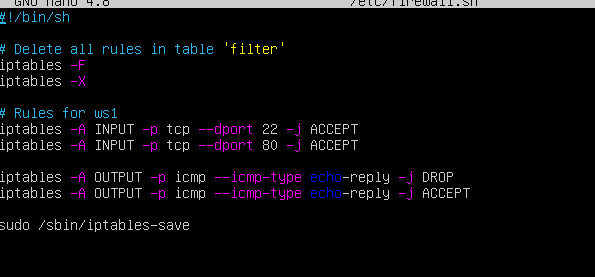 GNU nano 4.8 /etc/firewall.sh
#!/bin/sh
# Delete all rules in table 'filter'
iptables -F
iptables -X
# Rules for ws1
iptables -A INPUT -p tcp --dport 22 -j ACCEPT
iptables -A INPUT -p tcp --dport 80 -j ACCEPT
iptables -A OUTPUT -p icmp --icmp-type echo-reply -j DROP
iptables -A OUTPUT -p icmp --icmp-type echo-reply -j ACCEPT
sudo /sbin/iptables-save